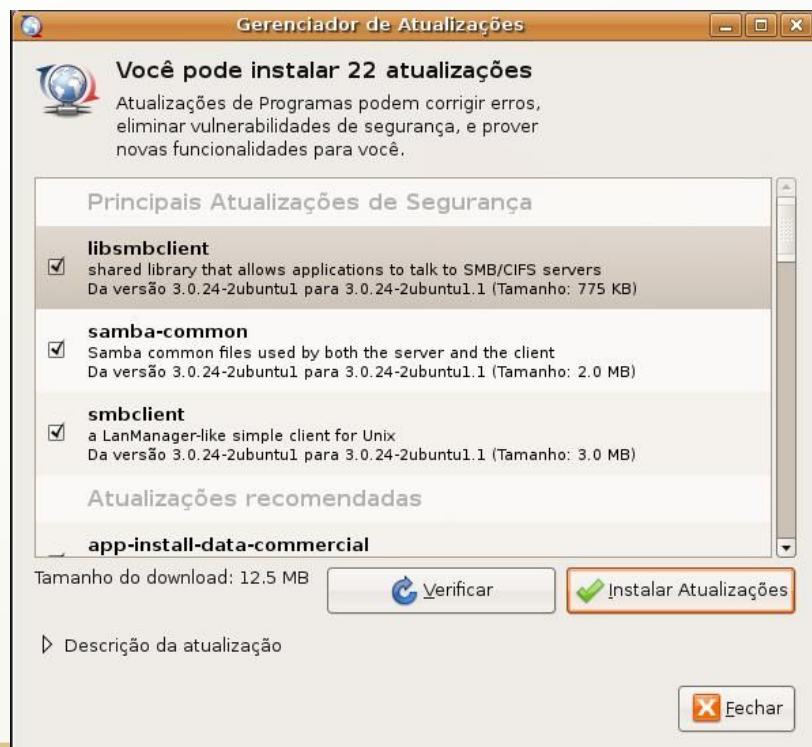 Gerenciador de Atualizações
Você pode instalar 22 atualizações
Atualizações de Programas podem corrigir erros,
eliminar vulnerabilidades de segurança, e prover
novas funcionalidades para você.
Principais Atualizações de Segurança
libsmbclient
shared library that allows applications to talk to SMB/CIFS servers
Da versão 3.0.24-2ubuntu1 para 3.0.24-2ubuntu1.1 (Tamanho: 775 KB)
samba-common
Samba common files used by both the server and the client
Da versão 3.0.24-2ubuntu1 para 3.0.24-2ubuntu1.1 (Tamanho: 2.0 MB)
smbclient
a LanManager-like simple client for Unix
Da versão 3.0.24-2ubuntu1 para 3.0.24-2ubuntu1.1 (Tamanho: 3.0 MB)
Atualizações recomendadas
app-install-data-commercial
Tamanho do download: 12.5 MB
Verificar
Instalar Atualizações
Descrição da atualização
Fechar